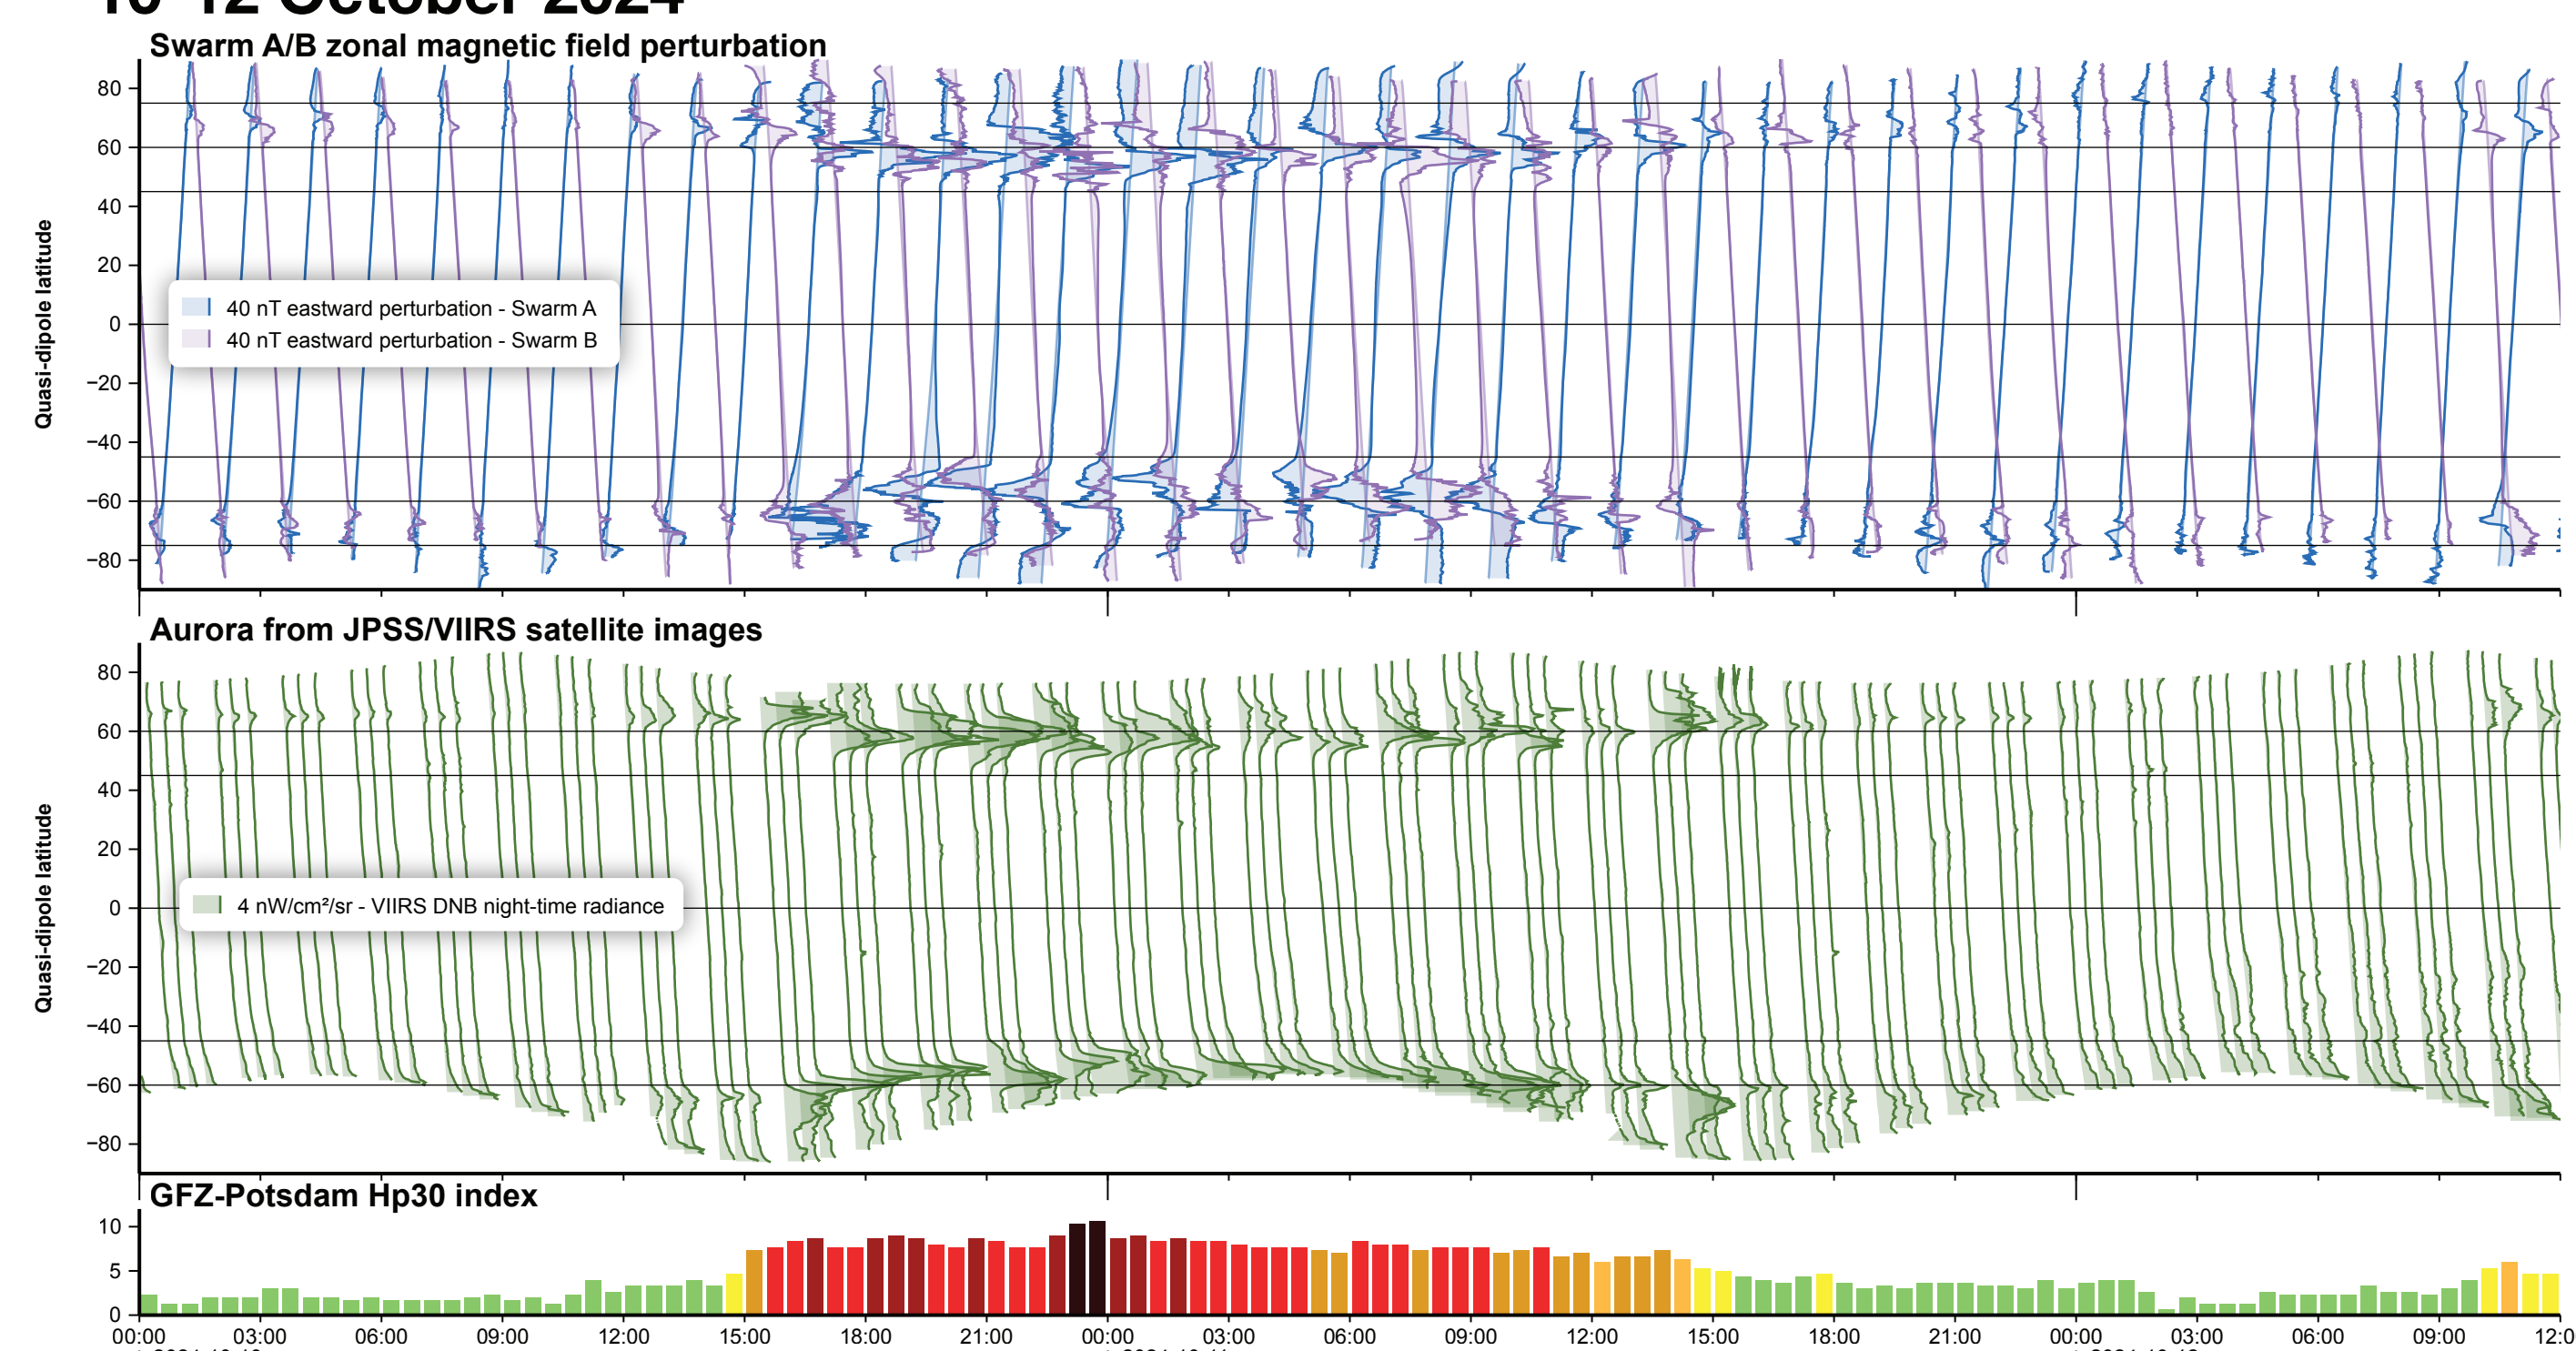 10–12 October 2024
Swarm A/B zonal magnetic field perturbation
80
60
40
20
0
−20
−40
−60
−80
Quasi-dipole latitude
40 nT eastward perturbation - Swarm A
40 nT eastward perturbation - Swarm B
Aurora from JPSS/VIIRS satellite images
80
60
40
20
0
−20
−40
−60
−80
Quasi-dipole latitude
4 nW/cm²/sr - VIIRS DNB night-time radiance
GFZ-Potsdam Hp30 index
10
5
0
00:00 03:00 06:00 09:00 12:00 15:00 18:00 21:00 00:00 03:00 06:00 09:00 12:00 15:00 18:00 21:00 00:00 03:00 06:00 09:00 12:0